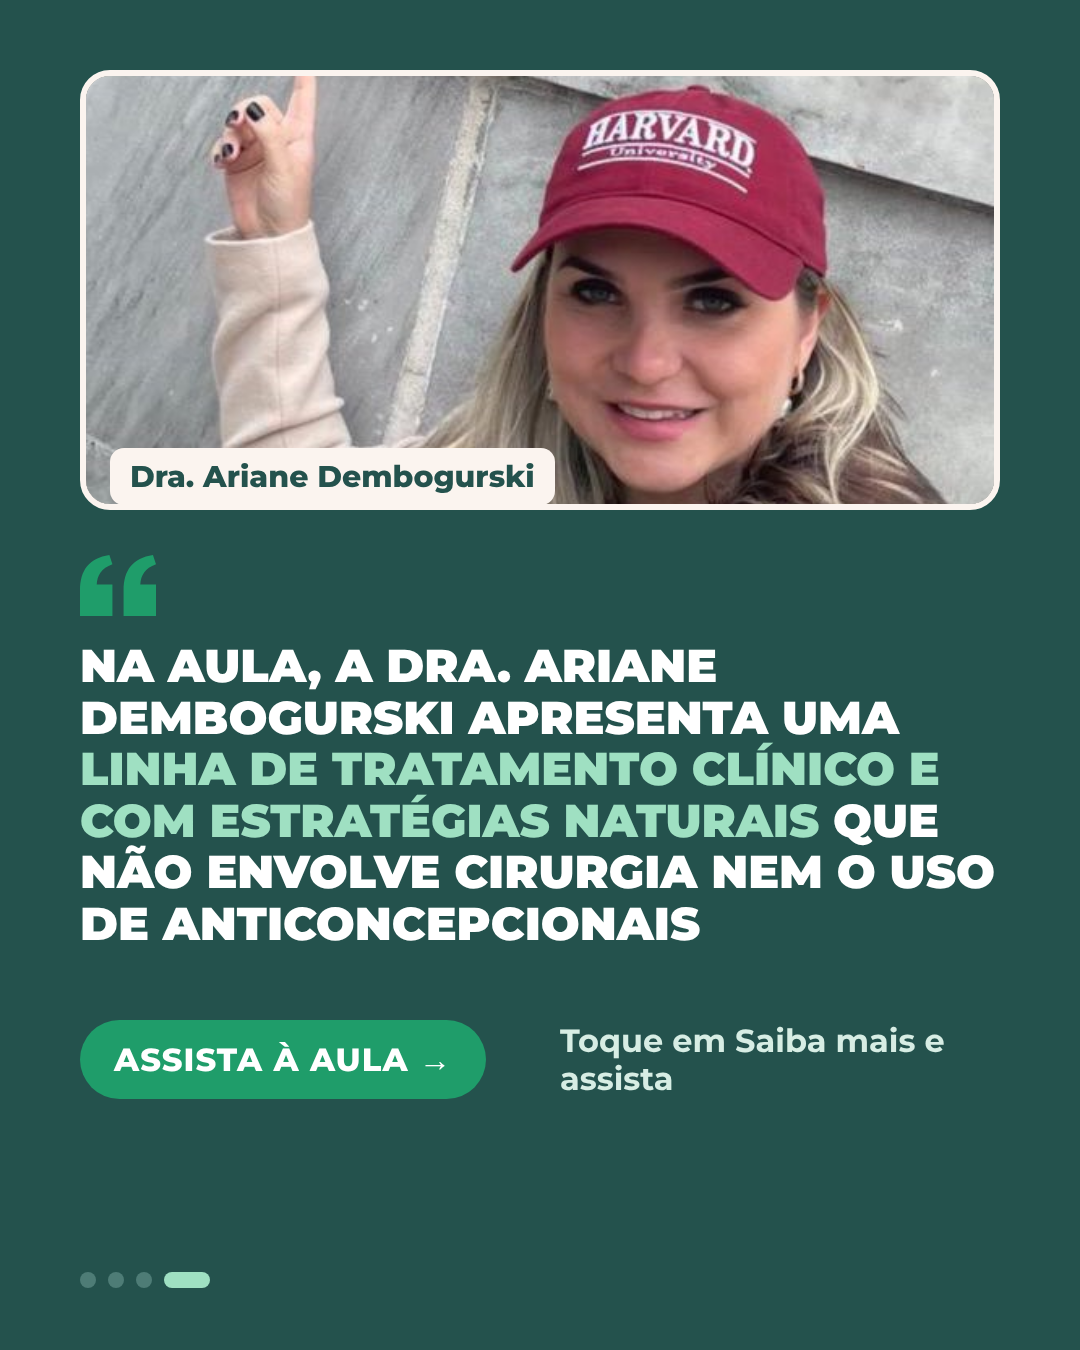 HARVARD
University
Dra. Ariane Dembogurski
“
NA AULA, A DRA. ARIANE
DEMBOGURSKI APRESENTA UMA
LINHA DE TRATAMENTO CLÍNICO E
COM ESTRATÉGIAS NATURAIS QUE
NÃO ENVOLVE CIRURGIA NEM O USO
DE ANTICONCEPCIONAIS
ASSISTA À AULA →
Toque em Saiba mais e
assista